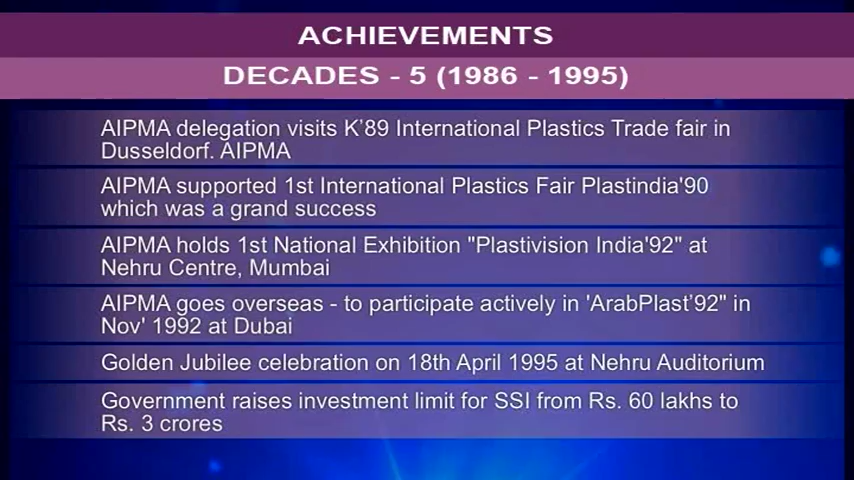 ACHIEVEMENTS
DECADES - 5 (1986 - 1995)
AIPMA delegation visits K'89 International Plastics Trade fair in
Dusseldorf. AIPMA
AIPMA supported 1st International Plastics Fair Plastindia'90
which was a grand success
AIPMA holds 1st National Exhibition "Plastivision India'92" at
Nehru Centre, Mumbai
AIPMA goes overseas - to participate actively in 'ArabPlast'92" in
Nov' 1992 at Dubai
Golden Jubilee celebration on 18th April 1995 at Nehru Auditorium
Government raises investment limit for SSI from Rs. 60 lakhs to
Rs. 3 crores